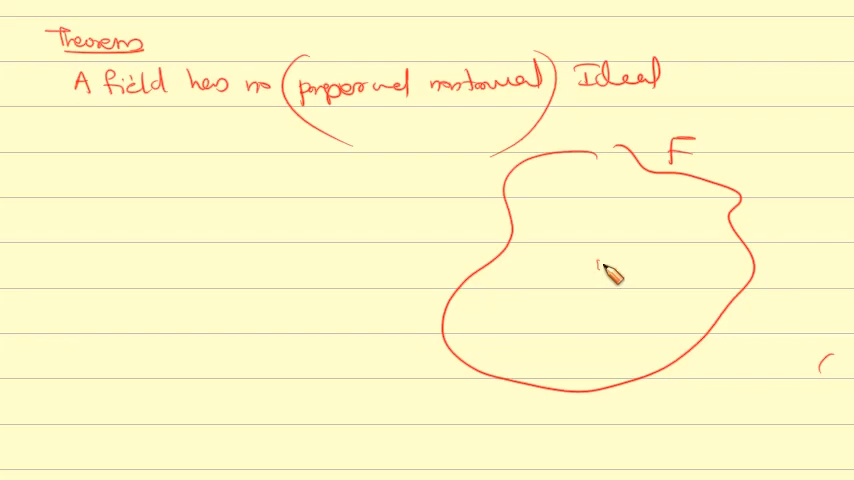 Theorem
A field has no (proper and nontrivial) Ideal
F